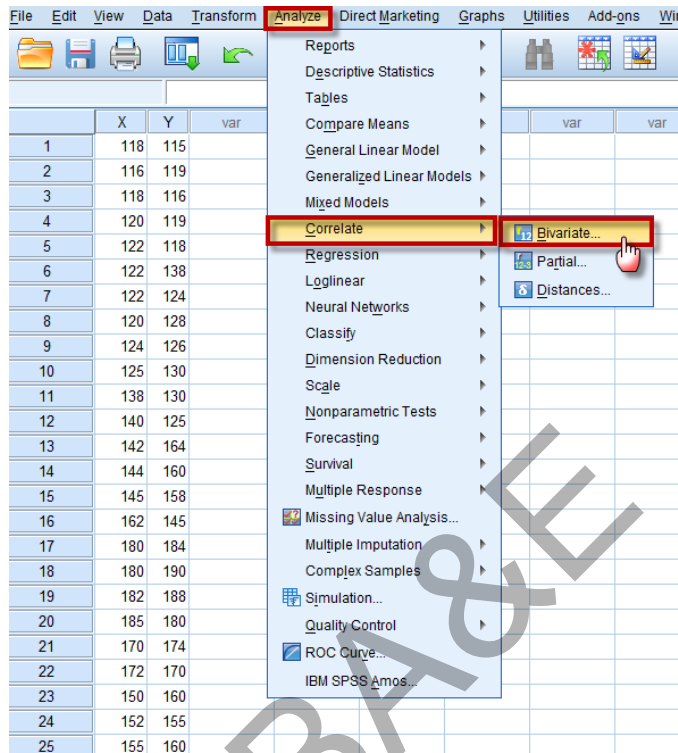 File Edit View Data Transform Analyze Direct Marketing Graphs Utilities Add-ons
X Y var var var
1 118 115
2 116 119
3 118 116
4 120 119
5 122 118
6 122 138
7 122 124
8 120 128
9 124 126
10 125 130
11 138 130
12 140 125
13 142 164
14 144 160
15 145 158
16 162 145
17 180 184
18 180 190
19 182 188
20 185 180
21 170 174
22 172 170
23 150 160
24 152 155
25 155 160
Reports
Descriptive Statistics
Tables
Compare Means
General Linear Model
Generalized Linear Models
Mixed Models
Correlate
Regression
Loglinear
Neural Networks
Classify
Dimension Reduction
Scale
Nonparametric Tests
Forecasting
Survival
Multiple Response
Missing Value Analysis...
Multiple Imputation
Complex Samples
Simulation...
Quality Control
ROC Curve...
IBM SPSS Amos...
Bivariate...
Partial...
Distances...
BA&E